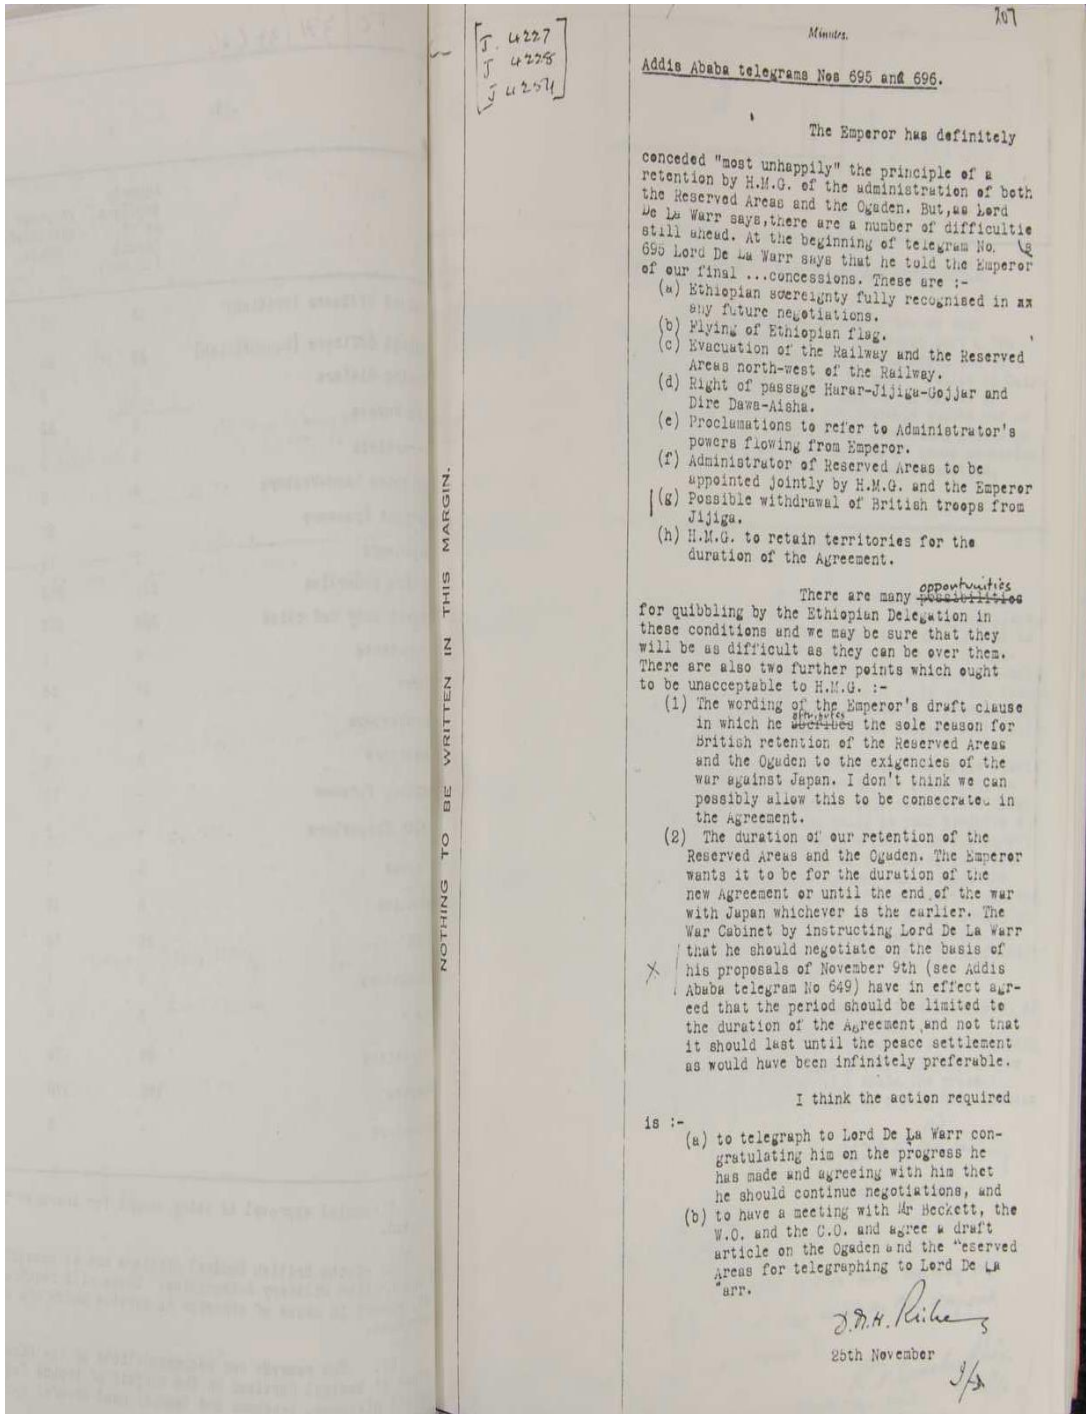 207
Minutes.
[J. 4227]
J 4228
[J 4254]
Addis Ababa telegrams Nos 695 and 696.
The Emperor has definitely
conceded "most unhappily" the principle of a
retention by H.M.G. of the administration of both
the Reserved Areas and the Ogaden. But,as Lord
De La Warr says,there are a number of difficultie
still ahead. At the beginning of telegram No. \s
695 Lord De La Warr says that he told the Emperor
of our final ...concessions. These are :-
(a) Ethiopian sovereignty fully recognised in xx
any future negotiations.
(b) Flying of Ethiopian flag.
(c) Evacuation of the Railway and the Reserved
Areas north-west of the Railway.
(d) Right of passage Harar-Jijiga-Gojjar and
Dire Dawa-Aisha.
(e) Proclamations to refer to Administrator's
powers flowing from Emperor.
(f) Administrator of Reserved Areas to be
appointed jointly by H.M.G. and the Emperor
(g) Possible withdrawal of British troops from
Jijiga.
(h) H.M.G. to retain territories for the
duration of the Agreement.
opportunities
There are many possibilities
for quibbling by the Ethiopian Delegation in
these conditions and we may be sure that they
will be as difficult as they can be over them.
There are also two further points which ought
to be unacceptable to H.M.G. :-
(1) The wording of the Emperor's draft clause
attributes
in which he ascribes the sole reason for
British retention of the Reserved Areas
and the Ogaden to the exigencies of the
war against Japan. I don't think we can
possibly allow this to be consecrated in
the Agreement.
(2) The duration of our retention of the
Reserved Areas and the Ogaden. The Emperor
wants it to be for the duration of the
new Agreement or until the end of the war
with Japan whichever is the earlier. The
War Cabinet by instructing Lord De La Warr
that he should negotiate on the basis of
X his proposals of November 9th (see Addis
Ababa telegram No 649) have in effect agr-
eed that the period should be limited to
the duration of the Agreement and not that
it should last until the peace settlement
as would have been infinitely preferable.
I think the action required
is :-
(a) to telegraph to Lord De La Warr con-
gratulating him on the progress he
has made and agreeing with him thet
he should continue negotiations, and
(b) to have a meeting with Mr Beckett, the
W.O. and the C.O. and agree a draft
article on the Ogaden and the "eserved
Areas for telegraphing to Lord De La
"arr.
25th November
NOTHING TO BE WRITTEN IN THIS MARGIN.